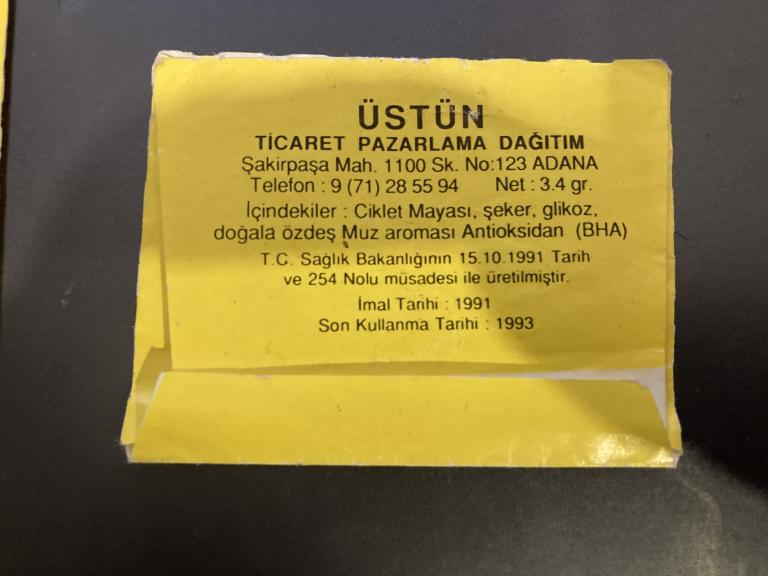 ÜSTÜN
TİCARET PAZARLAMA DAĞITIM
Şakirpaşa Mah. 1100 Sk. No:123 ADANA
Telefon : 9 (71) 28 55 94 Net : 3.4 gr.
İçindekiler : Ciklet Mayası, şeker, glikoz,
doğala özdeş Muz aroması Antioksidan (BHA)
T.C. Sağlık Bakanlığının 15.10.1991 Tarih
ve 254 Nolu müsadesi ile üretilmiştir.
İmal Tarihi : 1991
Son Kullanma Tarihi : 1993